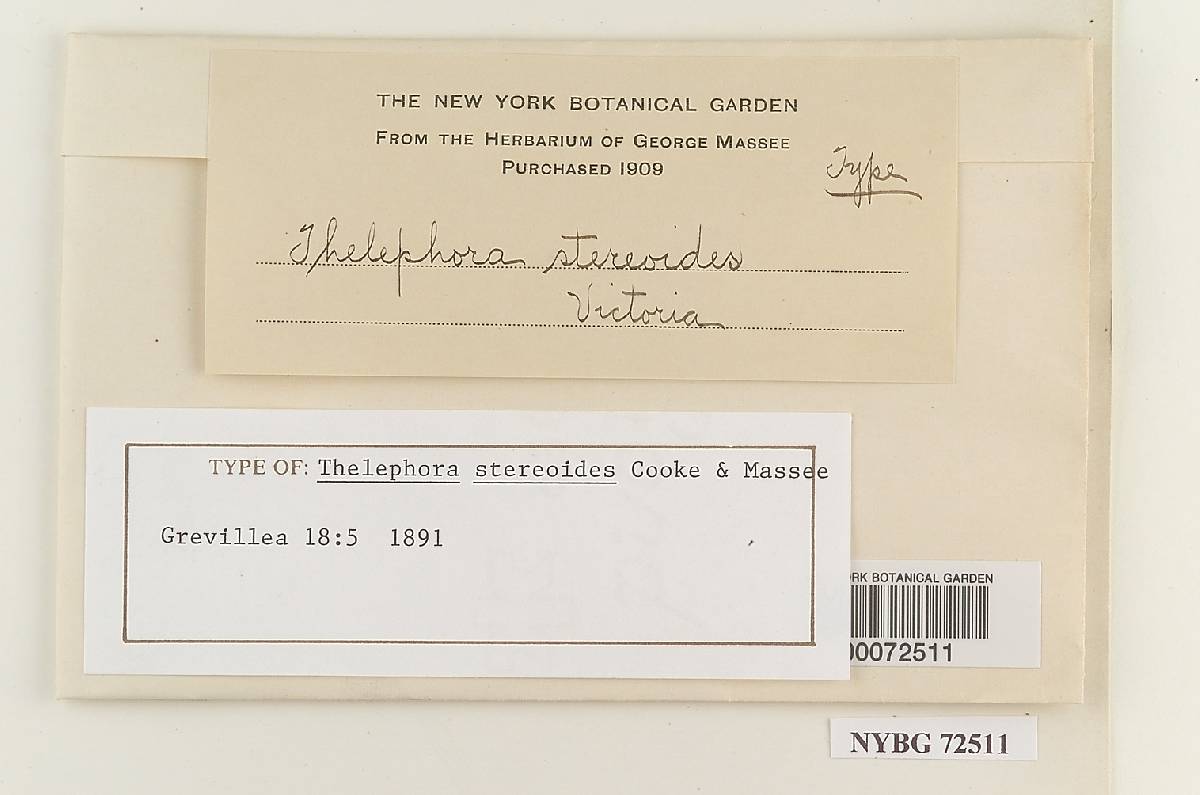 THE NEW YORK BOTANICAL GARDEN
FROM THE HERBARIUM OF GEORGE MASSEE
PURCHASED 1909
Type
Thelephora stereoides
Victoria
TYPE OF: Thelephora stereoides Cooke & Massee
Grevillea 18:5 1891
RK BOTANICAL GARDEN
00072511
NYBG 72511